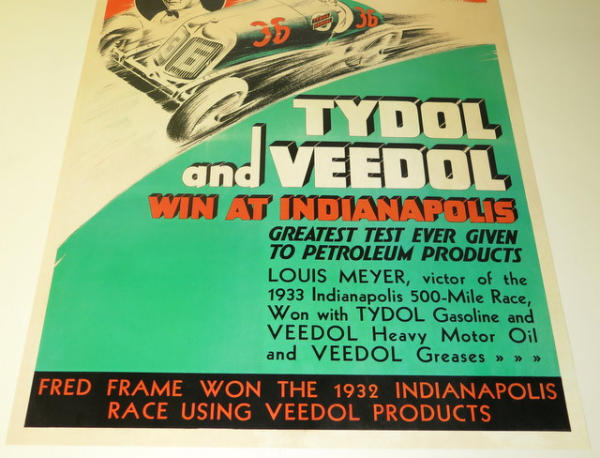 36
36
TYDOL
and VEEDOL
WIN AT INDIANAPOLIS
GREATEST TEST EVER GIVEN
TO PETROLEUM PRODUCTS
LOUIS MEYER, victor of the
1933 Indianapolis 500-Mile Race,
Won with TYDOL Gasoline and
VEEDOL Heavy Motor Oil
and VEEDOL Greases » » »
FRED FRAME WON THE 1932 INDIANAPOLIS
RACE USING VEEDOL PRODUCTS